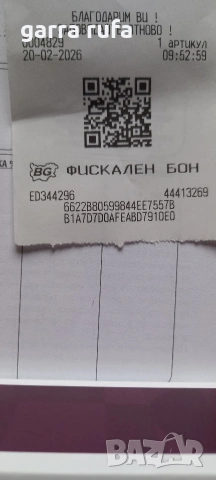 garra.rufa
БЛАГОДАРИМ ВИ !
0004829 1 артикул
20-02-2026 09:52:59
BG ФИСКАЛЕН БОН
ED344296 44413269
6622B80599844EE7557B
B1A7D7D0AFEABD7910E0
bazar